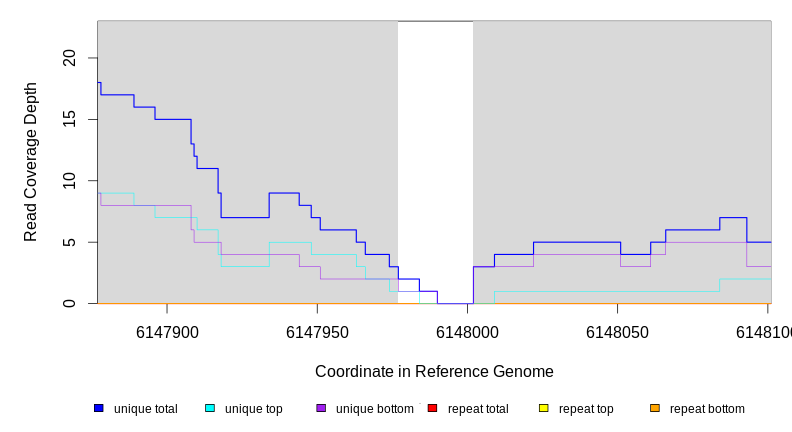 Read Coverage Depth
20
15
10
5
0
6147900 6147950 6148000 6148050 614810
Coordinate in Reference Genome
unique total unique top unique bottom repeat total repeat top repeat bottom